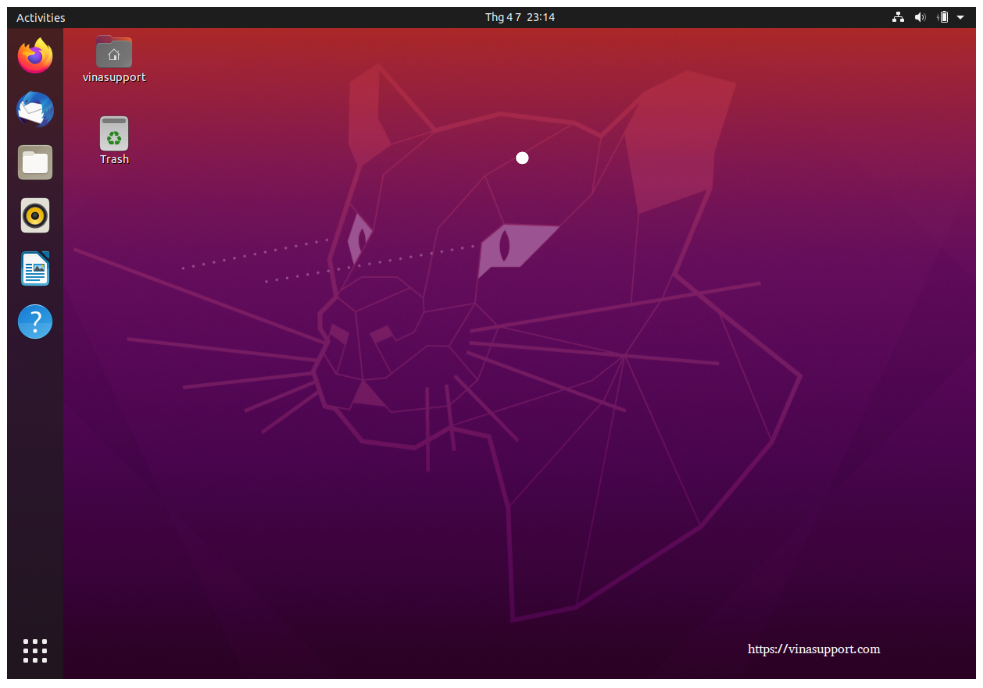 Activities
Thg 4 7 23:14
vinasupport
Trash
?
https://vinasupport.com